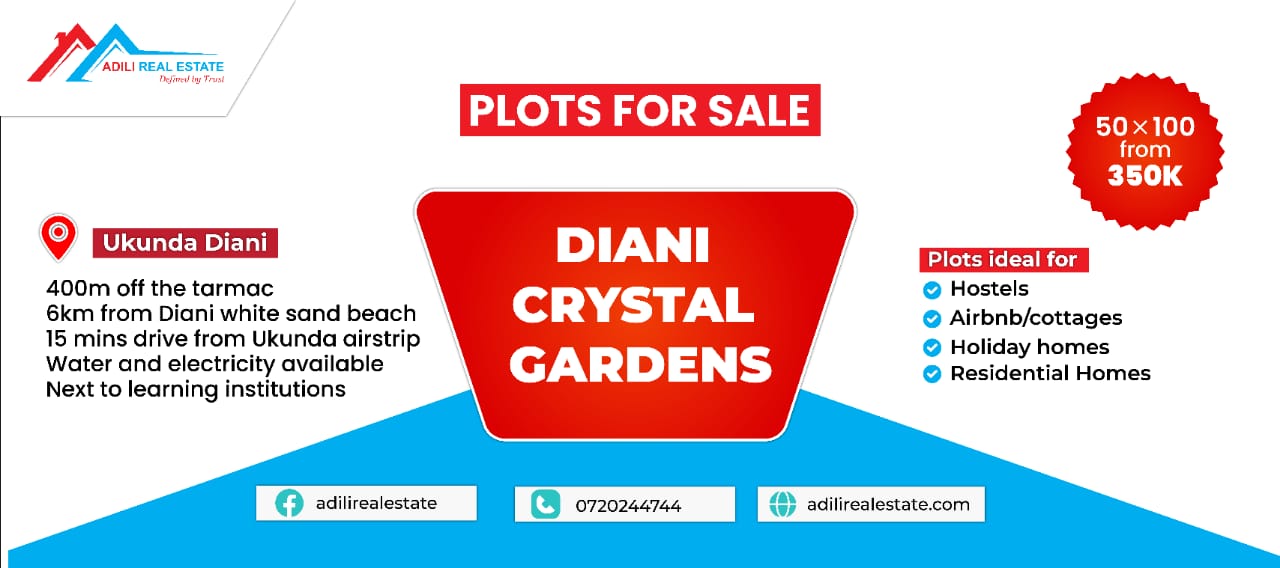 ADILI REAL ESTATE
Defined by Trust
PLOTS FOR SALE
50×100
from
350K
Ukunda Diani
400m off the tarmac
6km from Diani white sand beach
15 mins drive from Ukunda airstrip
Water and electricity available
Next to learning institutions
DIANI
CRYSTAL
GARDENS
Plots ideal for
Hostels
Airbnb/cottages
Holiday homes
Residential Homes
adilirealestate
0720244744
adilirealestate.com